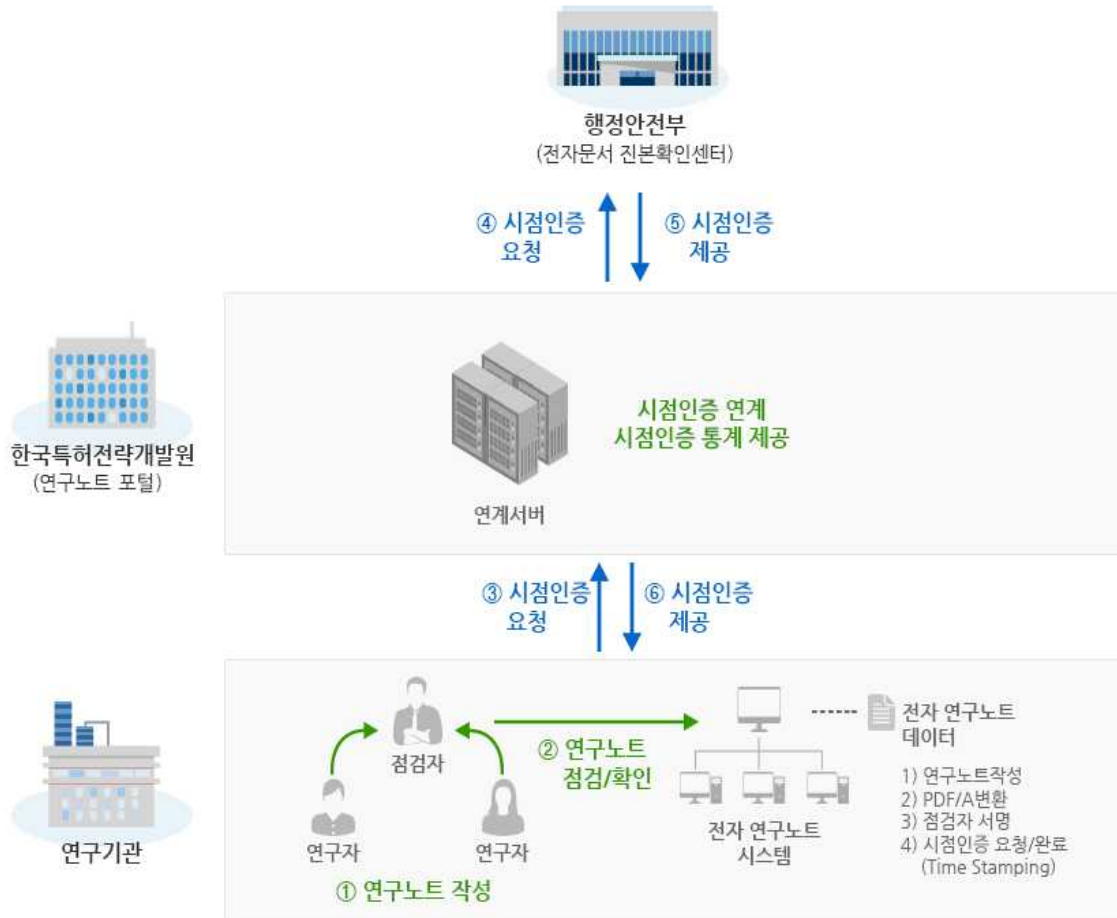 행정안전부
(전자문서 진본확인센터)
④ 시점인증
요청
⑤ 시점인증
제공
한국특허전략개발원
(연구노트 포털)
시점인증 연계
시점인증 통계 제공
연계서버
③ 시점인증
요청
⑥ 시점인증
제공
연구기관
점검자
연구자
연구자
① 연구노트 작성
② 연구노트
점검/확인
전자 연구노트
시스템
전자 연구노트
데이터
1) 연구노트작성
2) PDF/A변환
3) 점검자 서명
4) 시점인증 요청/완료
(Time Stamping)